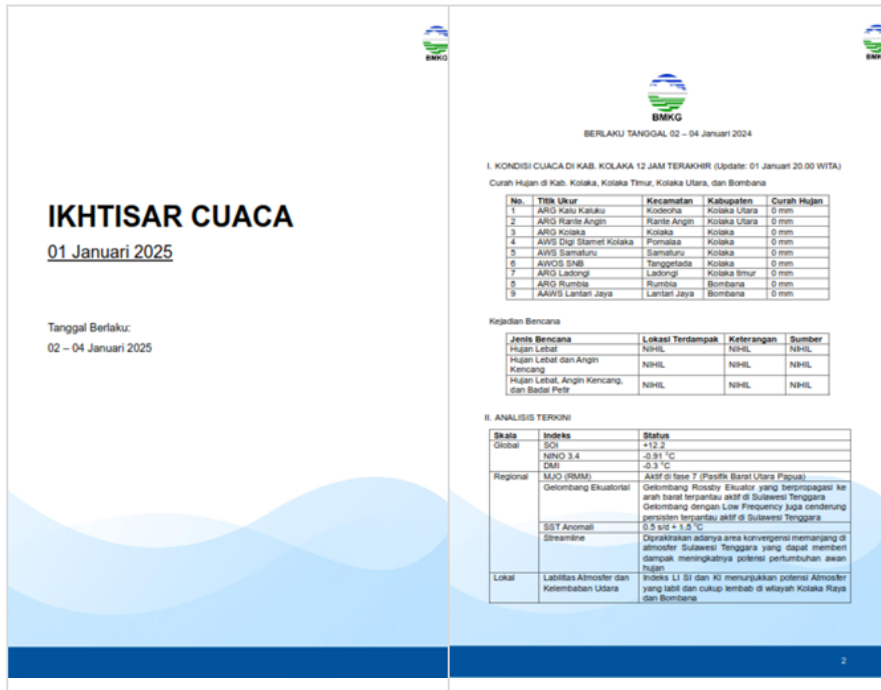 BMKG
IKHTISAR CUACA
01 Januari 2025
Tanggal Berlaku:
02 – 04 Januari 2025
BMKG
BMKG
BERLAKU TANGGAL 02 – 04 Januari 2024
I. KONDISI CUACA DI KAB. KOLAKA 12 JAM TERAKHIR (Update: 01 Januari 20.00 WITA)
Curah Hujan di Kab. Kolaka, Kolaka Timur, Kolaka Utara, dan Bombana
No. Titik Ukur Kecamatan Kabupaten Curah Hujan
1 ARG Kalu Kaluku Kodeoha Kolaka Utara 0 mm
2 ARG Rante Angin Rante Angin Kolaka Utara 0 mm
3 ARG Kolaka Kolaka Kolaka 0 mm
4 AWS Digi Stamet Kolaka Pomalaa Kolaka 0 mm
5 AWS Samaturu Samaturu Kolaka 0 mm
6 AWOS SNB Tanggetada Kolaka 0 mm
7 ARG Ladongi Ladongi Kolaka timur 0 mm
8 ARG Rumbia Rumbia Bombana 0 mm
9 AAWS Lantari Jaya Lantari Jaya Bombana 0 mm
Kejadian Bencana
Jenis Bencana Lokasi Terdampak Keterangan Sumber
Hujan Lebat NIHIL NIHIL NIHIL
Hujan Lebat dan Angin
Kencang NIHIL NIHIL NIHIL
Hujan Lebat, Angin Kencang,
dan Badai Petir NIHIL NIHIL NIHIL
II. ANALISIS TERKINI
Skala Indeks Status
Global SOI +12.2
NINO 3.4 -0.91 °C
DMI -0.3 °C
Regional MJO (RMM) Aktif di fase 7 (Pasifik Barat Utara Papua)
Gelombang Ekuatorial Gelombang Rossby Ekuator yang berpropagasi ke
arah barat terpantau aktif di Sulawesi Tenggara
Gelombang dengan Low Frequency juga cenderung
persisten terpantau aktif di Sulawesi Tenggara
SST Anomali 0.5 s/d + 1.5 °C
Streamline Diprakirakan adanya area konvergensi memanjang di
atmosfer Sulawesi Tenggara yang dapat memberi
dampak meningkatnya potensi pertumbuhan awan
hujan
Lokal Labilitas Atmosfer dan Indeks LI SI dan KI menunjukkan potensi Atmosfer
Kelembaban Udara yang labil dan cukup lembab di wilayah Kolaka Raya
dan Bombana
2